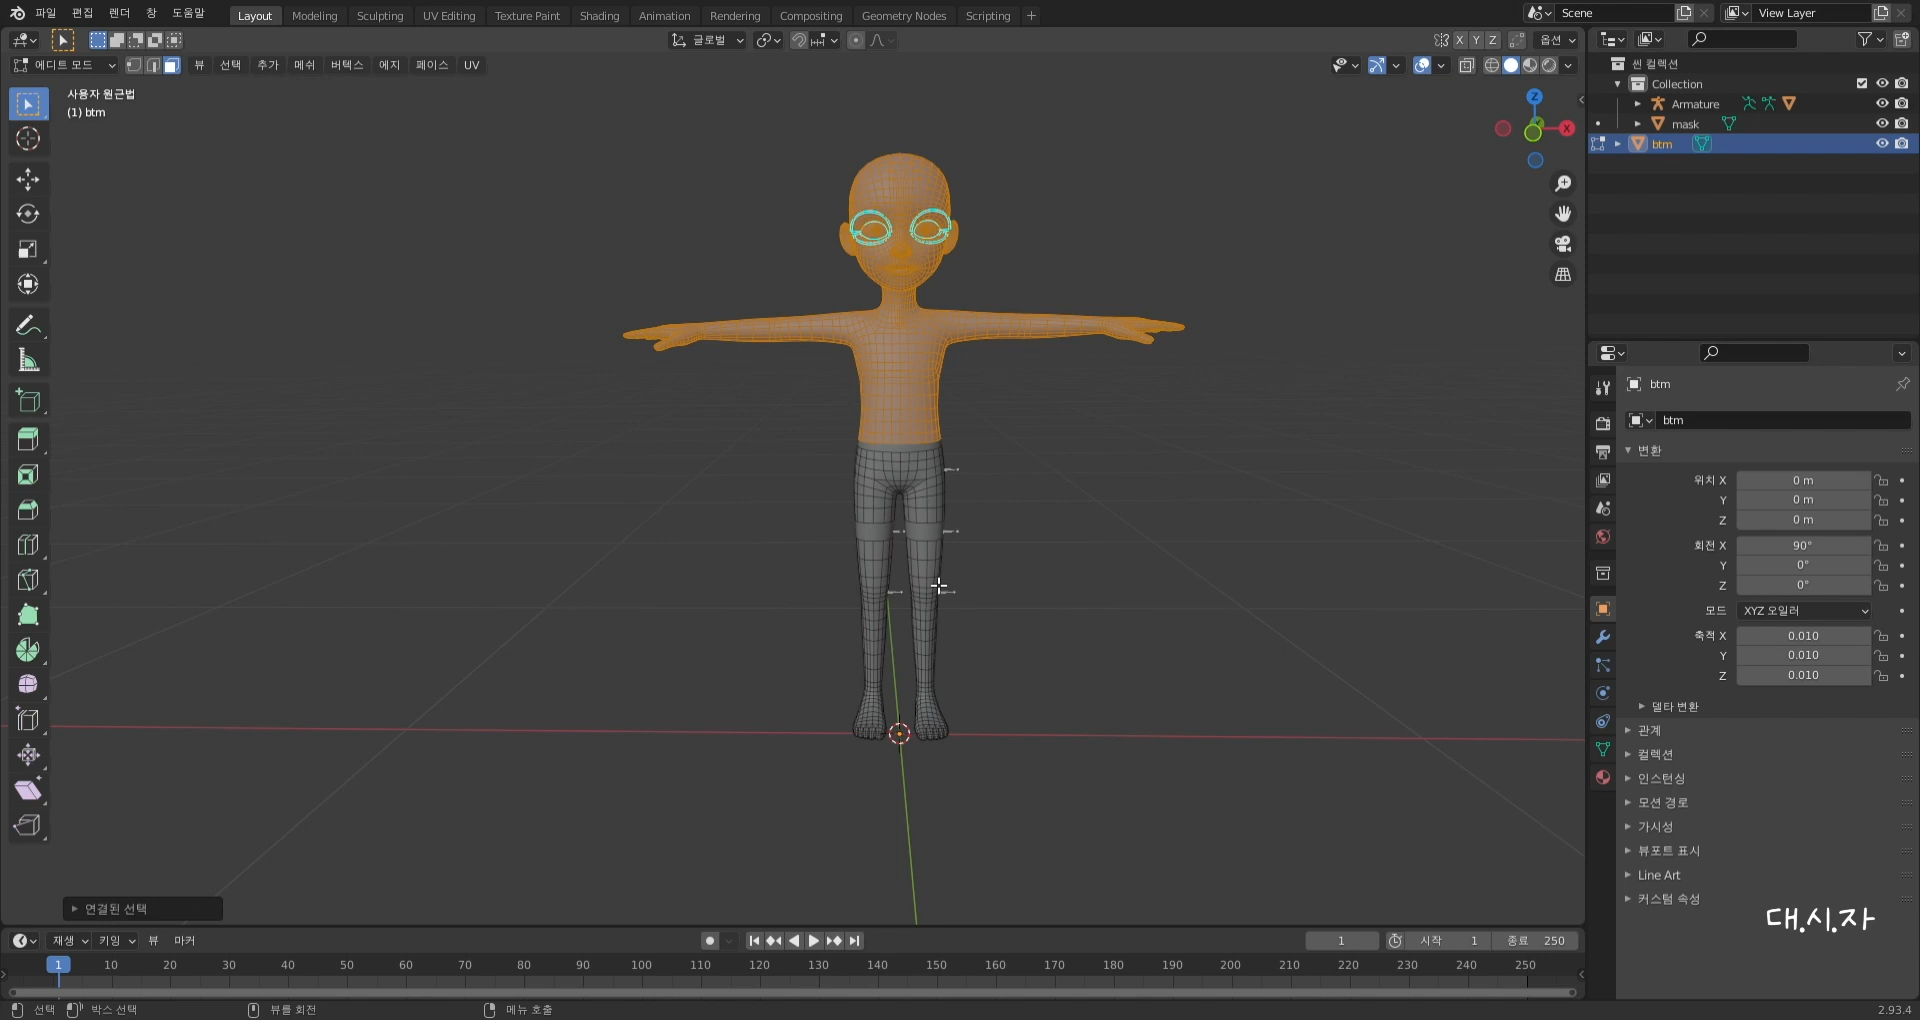 파일 편집 렌더 창 도움말 Layout Modeling Sculpting UV Editing Texture Paint Shading Animation Rendering Compositing Geometry Nodes Scripting + Scene View Layer
글로벌 X Y Z 옵션
에디트 모드 뷰 선택 추가 메쉬 버텍스 에지 페이스 UV
사용자 원근법
(1) btm
Z
X
씬 컬렉션
Collection
Armature
mask
btm
btm
btm
변환
위치 X 0 m
Y 0 m
Z 0 m
회전 X 90°
Y 0°
Z 0°
모드 XYZ 오일러
축적 X 0.010
Y 0.010
Z 0.010
델타 변환
관계
컬렉션
인스턴싱
모션 경로
가시성
뷰포트 표시
Line Art
커스텀 속성
대.시.자
연결된 선택
재생 키잉 뷰 마커 1 시작 1 종료 250
1 10 20 30 40 50 60 70 80 90 100 110 120 130 140 150 160 170 180 190 200 210 220 230 240 250
선택 박스 선택 뷰를 회전 메뉴 호출 2.93.4